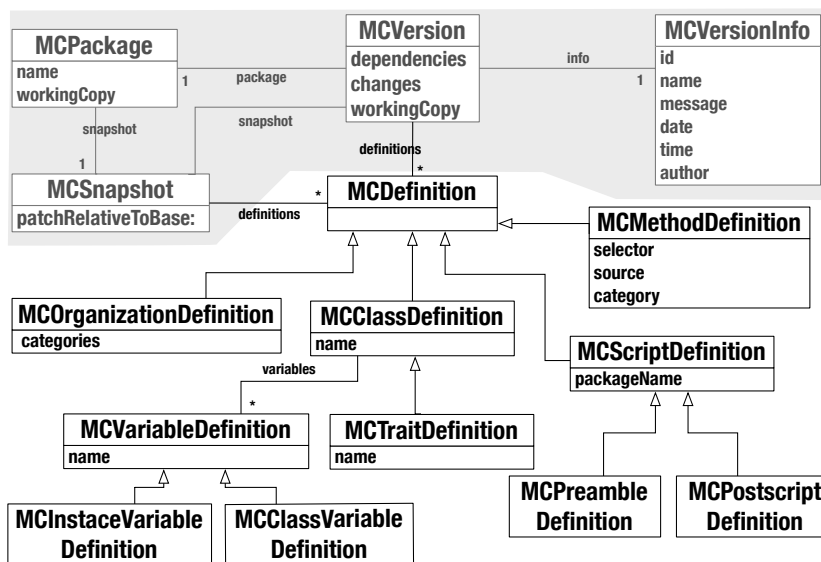 MCPackage
name
workingCopy
MCVersion
dependencies
changes
workingCopy
MCVersionInfo
id
name
message
date
time
author
1
package
info
1
snapshot
snapshot
1
definitions
*
MCSnapshot
patchRelativeToBase:
*
definitions
MCDefinition
MCMethodDefinition
selector
source
category
MCOrganizationDefinition
categories
MCClassDefinition
name
MCScriptDefinition
packageName
variables
*
MCVariableDefinition
name
MCTraitDefinition
name
MCInstaceVariable
Definition
MCClassVariable
Definition
MCPreamble
Definition
MCPostscript
Definition